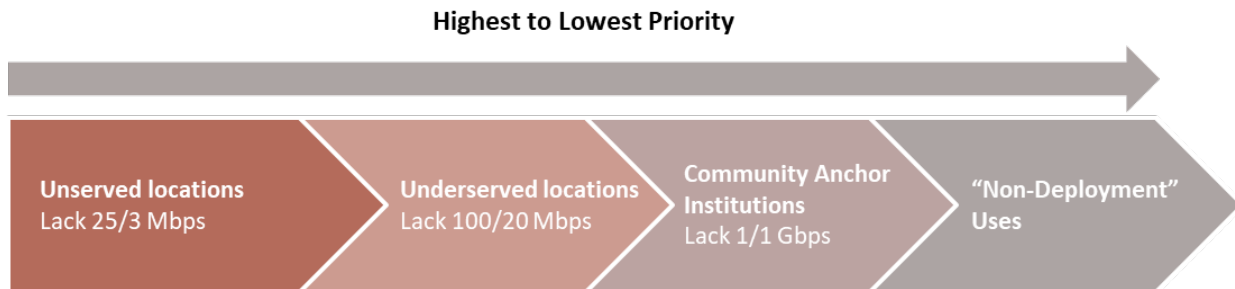 Highest to Lowest Priority
Unserved locations
Lack 25/3 Mbps
Underserved locations
Lack 100/20 Mbps
Community Anchor
Institutions
Lack 1/1 Gbps
“Non-Deployment”
Uses